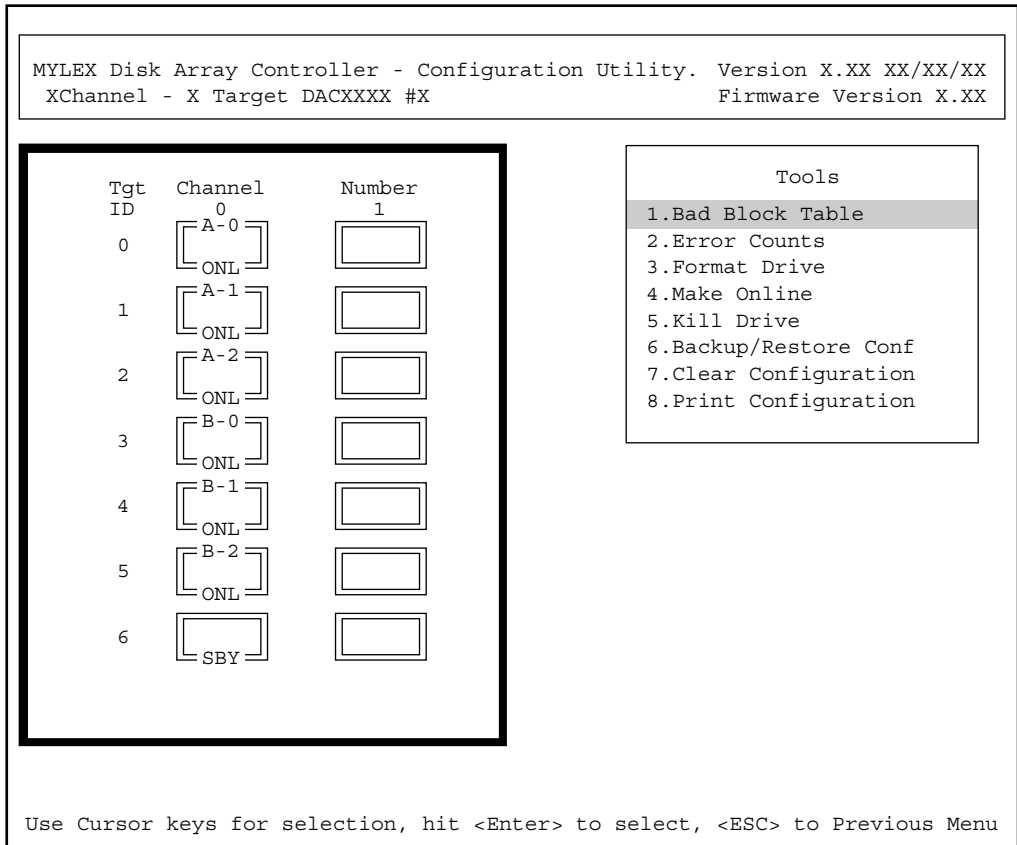 MYLEX Disk Array Controller - Configuration Utility. Version X.XX XX/XX/XX
XChannel - X Target DACXXXX #X Firmware Version X.XX
Tgt Channel Number
ID 0 1
A-0
0
ONL
A-1
1
ONL
A-2
2
ONL
B-0
3
ONL
B-1
4
ONL
B-2
5
ONL
6
SBY
Tools
1.Bad Block Table
2.Error Counts
3.Format Drive
4.Make Online
5.Kill Drive
6.Backup/Restore Conf
7.Clear Configuration
8.Print Configuration
Use Cursor keys for selection, hit <Enter> to select, <ESC> to Previous Menu